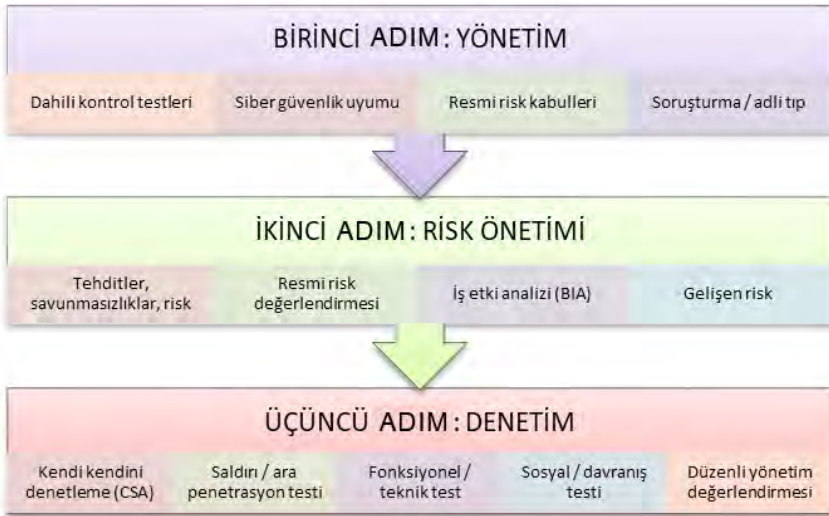 BİRİNCİ ADIM: YÖNETİM
Dahili kontrol testleri
Siber güvenlik uyumu
Resmi risk kabulleri
Soruşturma / adli tıp
İKİNCİ ADIM: RİSK ÖNETİMİ
Tehditler,
savunmasızlıklar, risk
Resmi risk
değerlendirmesi
İş etki analizi (BIA)
Gelişen risk
ÜÇÜNCÜ ADIM: DENETİM
Kendi kendini
denetleme (CSA)
Saldırı / ara
penetrasyon testi
Fonksiyonel /
teknik test
Sosyal / davranış
testi
Düzenli yönetim
değerlendirmesi